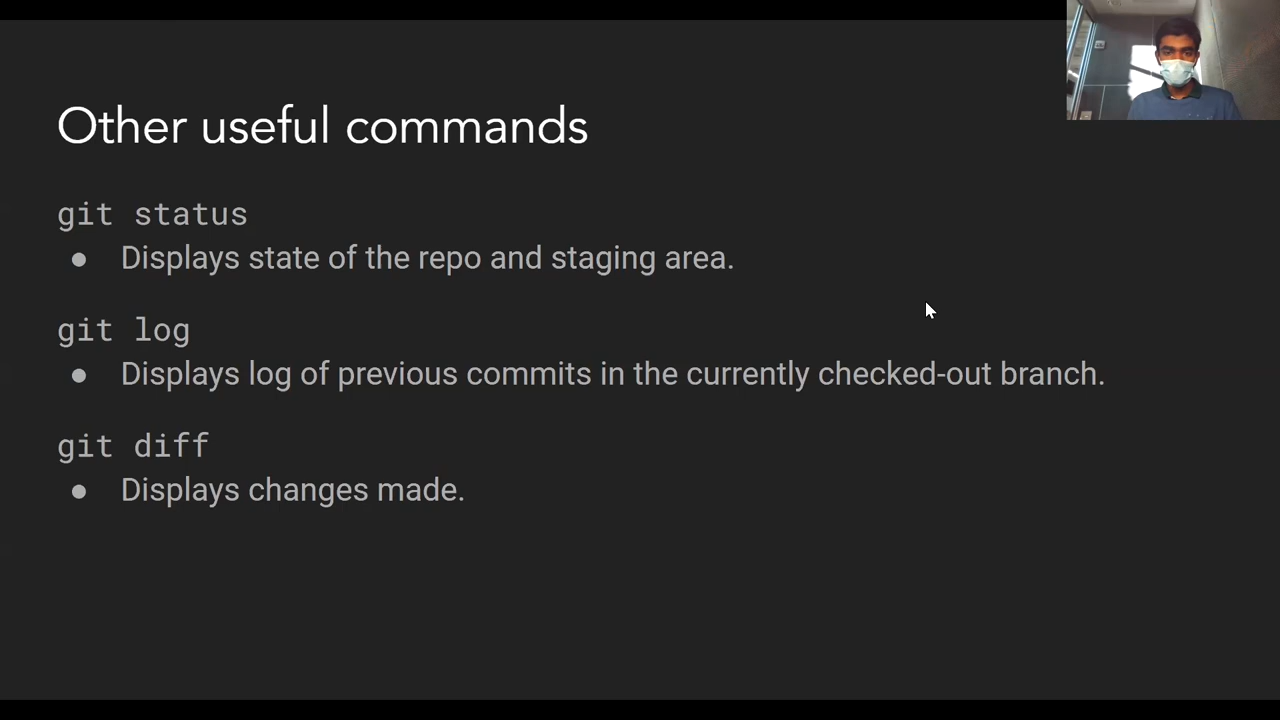 Other useful commands
git status
● Displays state of the repo and staging area.
git log
● Displays log of previous commits in the currently checked-out branch.
git diff
● Displays changes made.